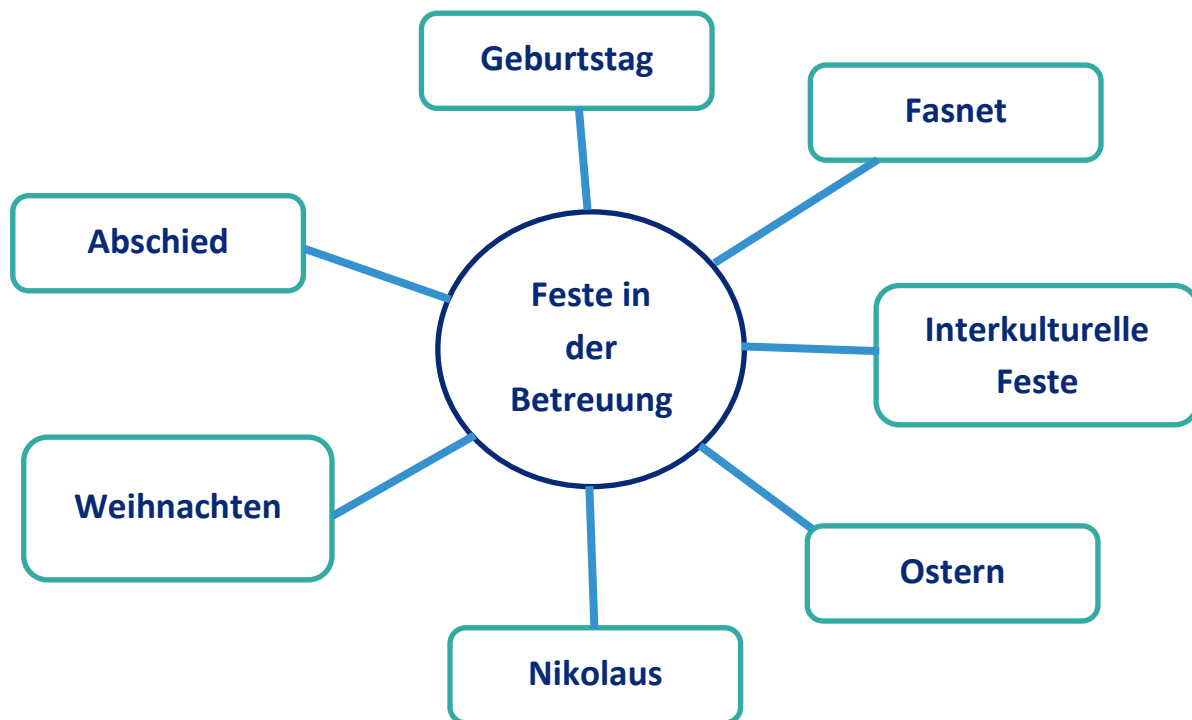 Geburtstag
Fasnet
Abschied
Feste in
der
Betreuung
Interkulturelle
Feste
Weihnachten
Ostern
Nikolaus